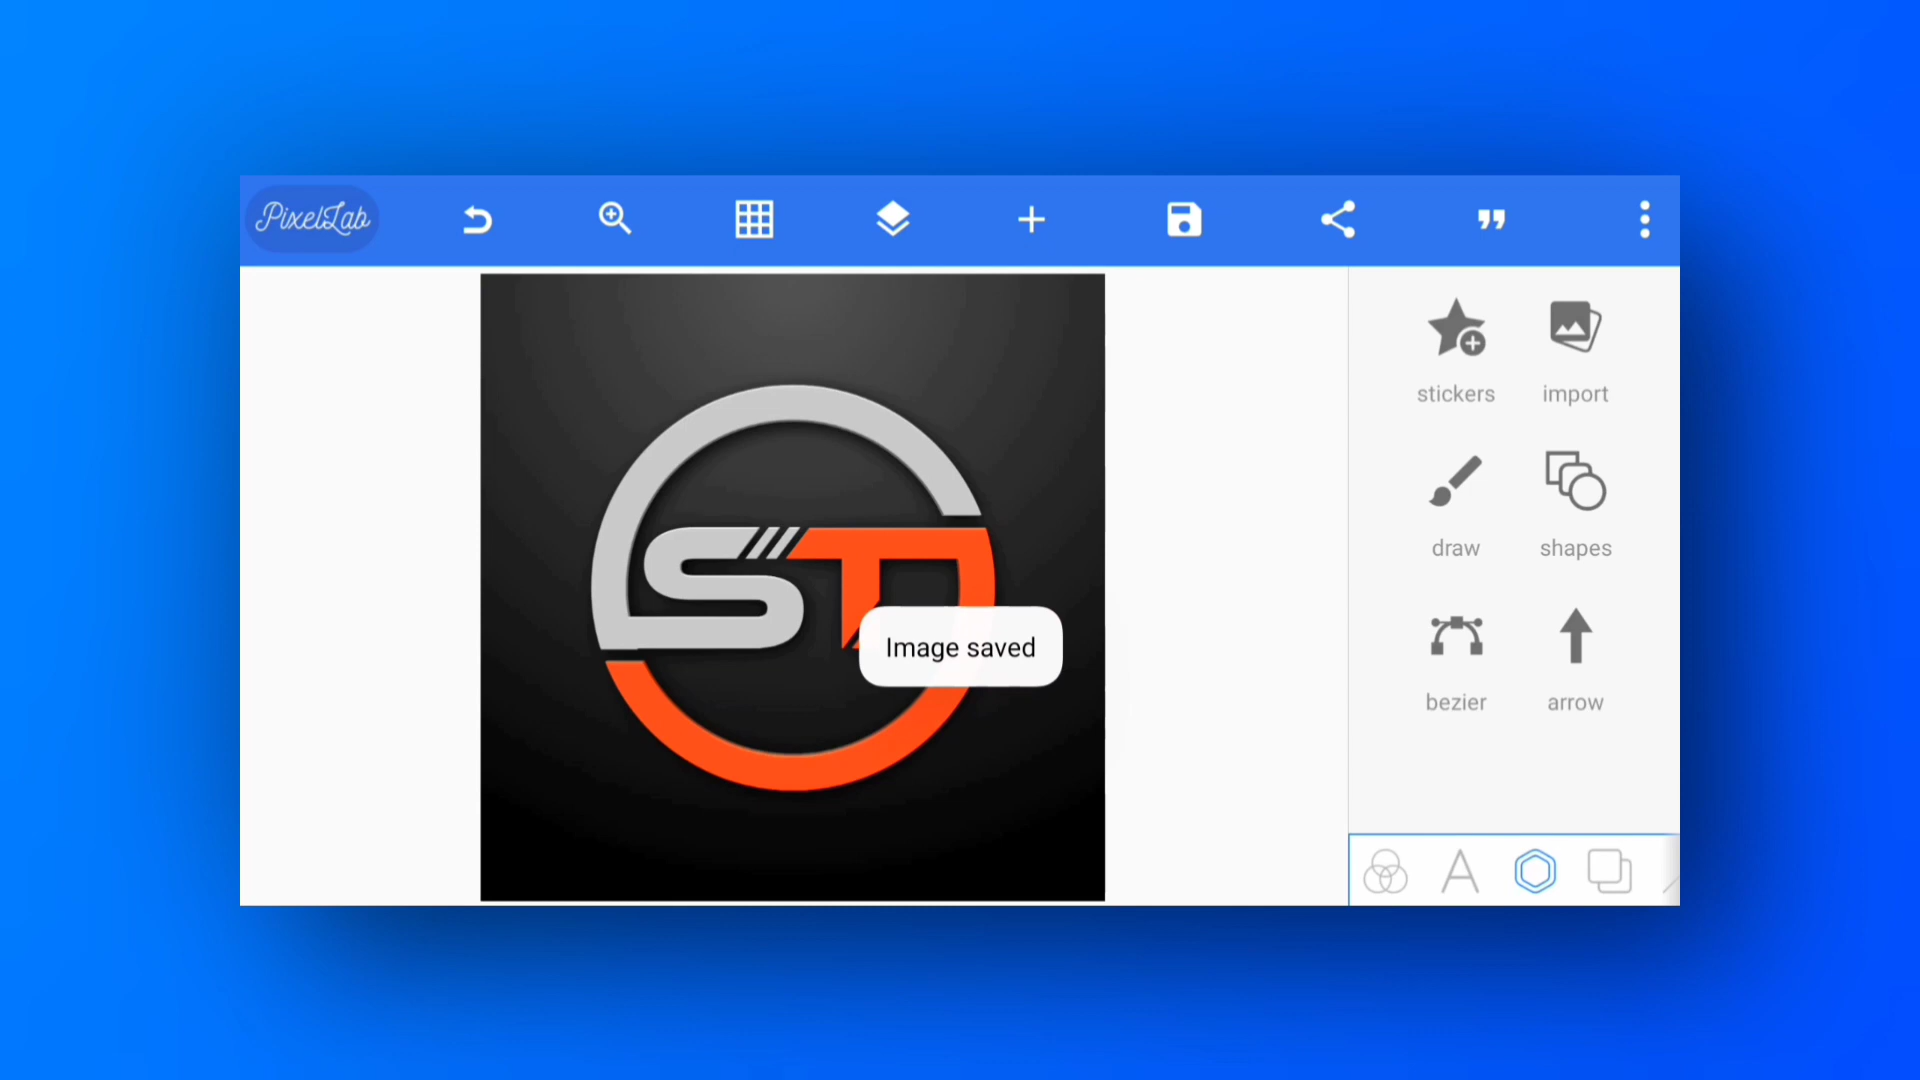 PixelLab
stickers import
ST
draw shapes
Image saved
bezier arrow